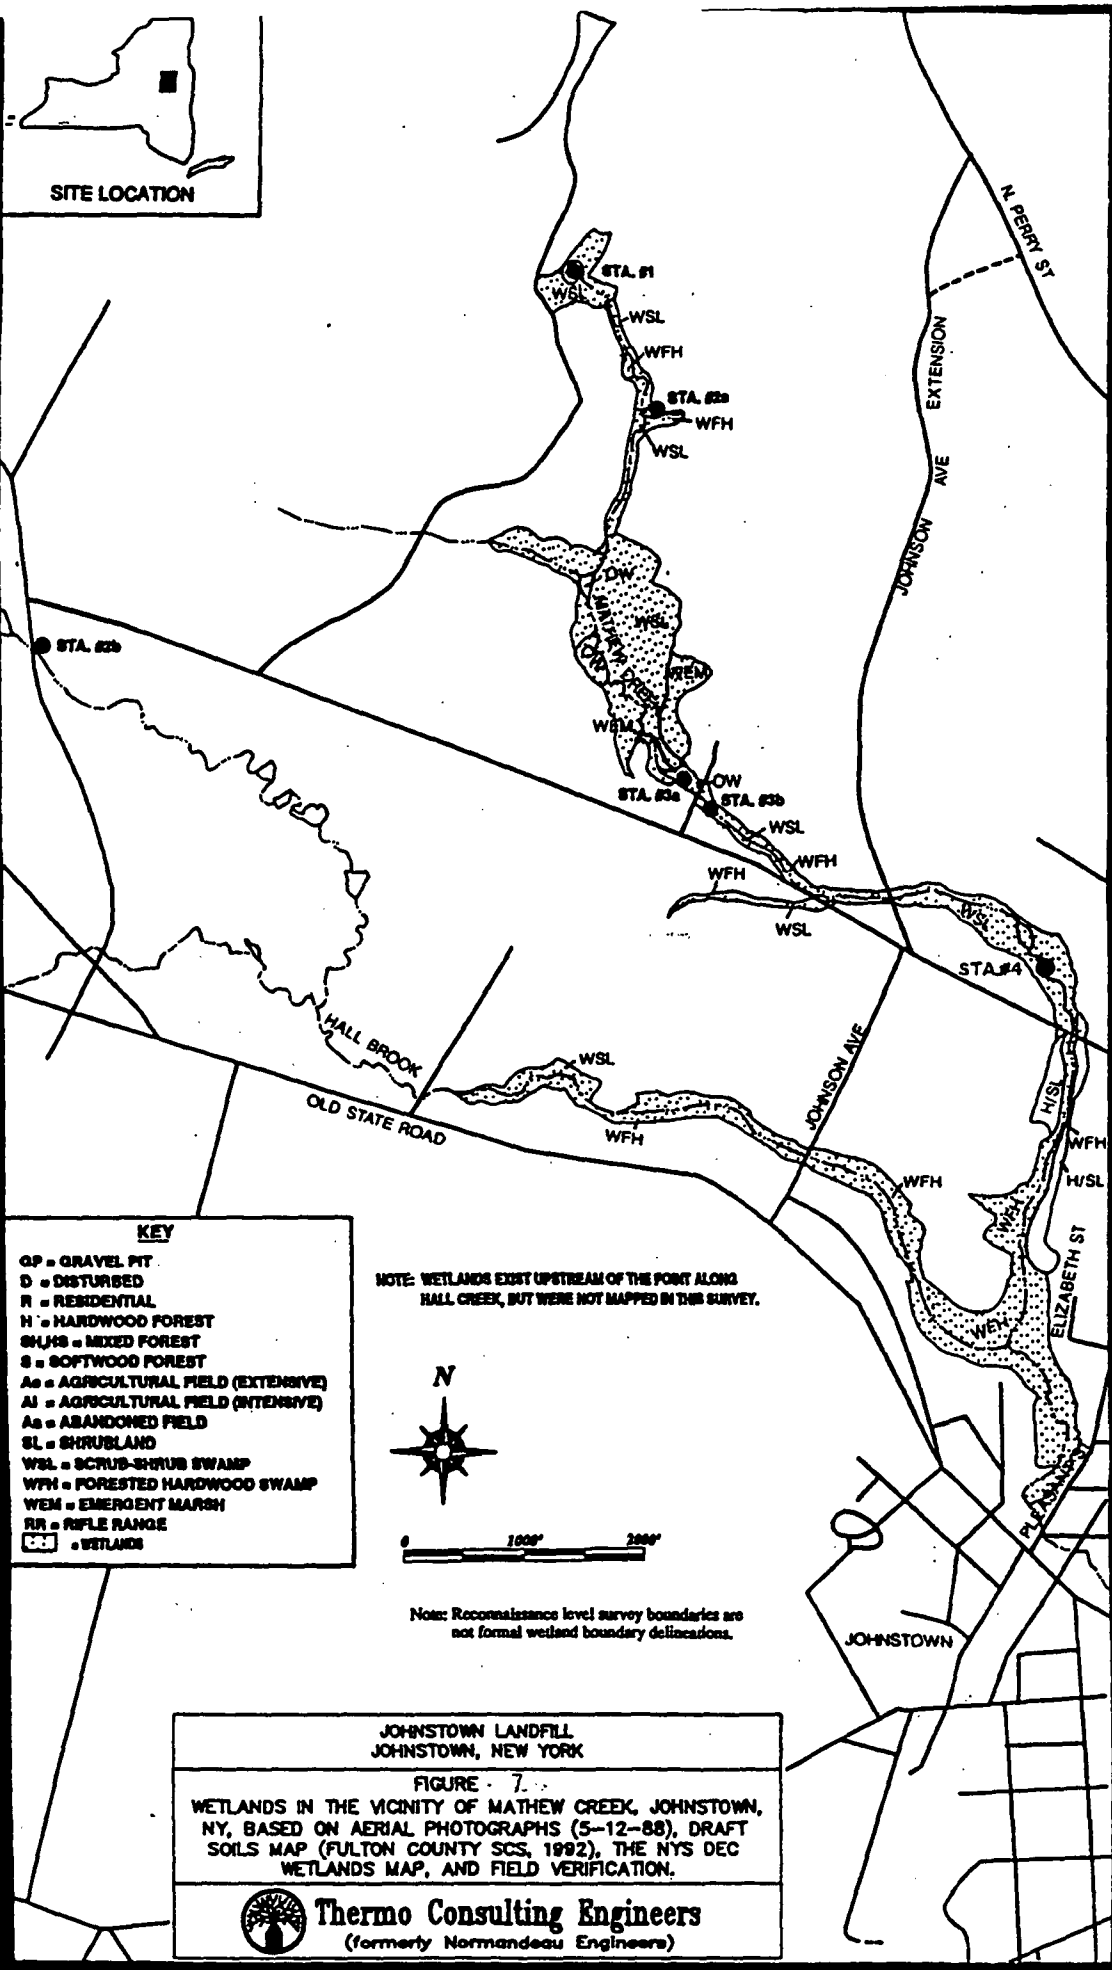 SITE LOCATION
N. PERRY ST
STA. #1
WSL
WSL
WFH
STA. #2a
WFH
WSL
JOHNSON AVE EXTENSION
OW
MATHEW CREEK
WSL
OW
WEM
WEM
STA. #2b
OW
STA. #3a
STA. #3b
WSL
WFH
WFH
WSL
WSL
STA. #4
HALL BROOK
WSL
JOHNSON AVE
H/SL
OLD STATE ROAD
WFH
WFH
H/SL
WFH
WFH
ELIZABETH ST
WFH
PLEASANT
JOHNSTOWN
KEY
GP = GRAVEL PIT
D = DISTURBED
R = RESIDENTIAL
H = HARDWOOD FOREST
SH,HS = MIXED FOREST
S = SOFTWOOD FOREST
Ae = AGRICULTURAL FIELD (EXTENSIVE)
Ai = AGRICULTURAL FIELD (INTENSIVE)
Aa = ABANDONED FIELD
SL = SHRUBLAND
WSL = SCRUB-SHRUB SWAMP
WFH = FORESTED HARDWOOD SWAMP
WEM = EMERGENT MARSH
RR = RIFLE RANGE
= WETLANDS
NOTE: WETLANDS EXIST UPSTREAM OF THE POINT ALONG
HALL CREEK, BUT WERE NOT MAPPED IN THIS SURVEY.
N
0 1000' 2000'
Note: Reconnaissance level survey boundaries are
not formal wetland boundary delineations.
JOHNSTOWN LANDFILL
JOHNSTOWN, NEW YORK
FIGURE 7
WETLANDS IN THE VICINITY OF MATHEW CREEK, JOHNSTOWN,
NY, BASED ON AERIAL PHOTOGRAPHS (5-12-88), DRAFT
SOILS MAP (FULTON COUNTY SCS, 1992), THE NYS DEC
WETLANDS MAP, AND FIELD VERIFICATION.
Thermo Consulting Engineers
(formerly Normandeau Engineers)